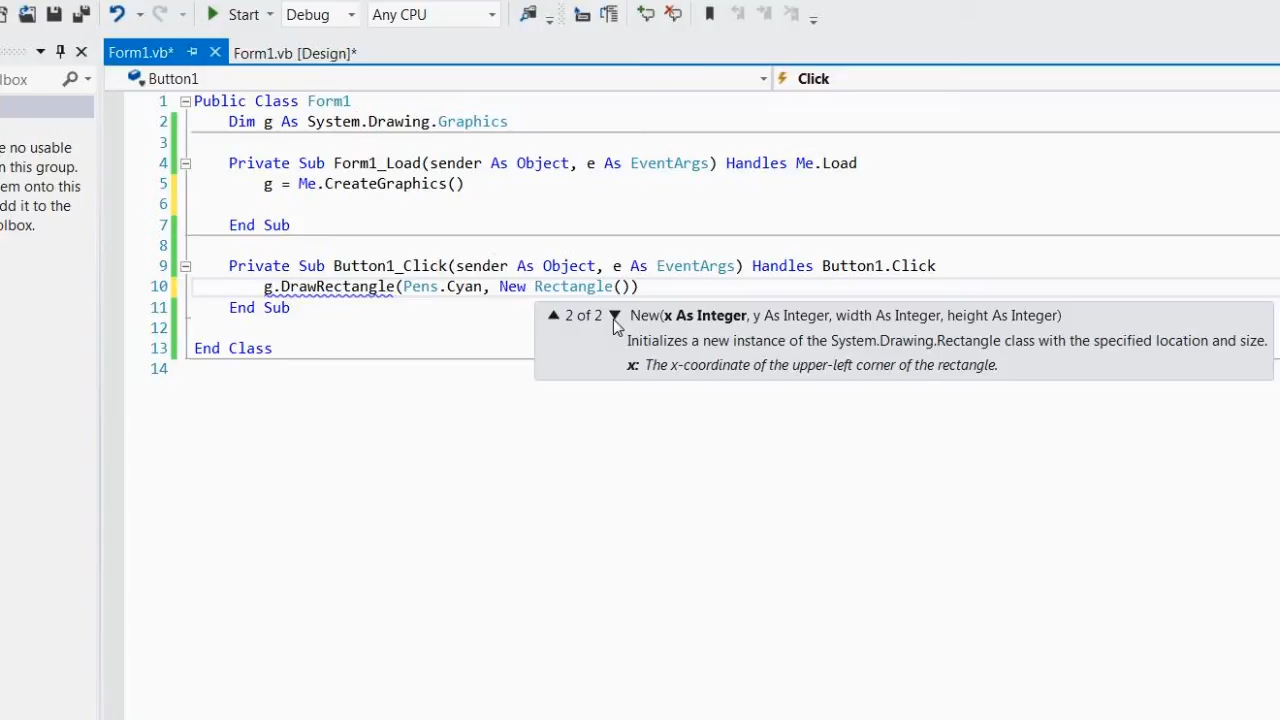 Start Debug Any CPU
Form1.vb* Form1.vb [Design]*
lbox
Button1 Click
e no usable
n this group.
em onto this
dd it to the
olbox.
1 Public Class Form1
2 Dim g As System.Drawing.Graphics
3
4 Private Sub Form1_Load(sender As Object, e As EventArgs) Handles Me.Load
5 g = Me.CreateGraphics()
6
7 End Sub
8
9 Private Sub Button1_Click(sender As Object, e As EventArgs) Handles Button1.Click
10 g.DrawRectangle(Pens.Cyan, New Rectangle())
11 End Sub
12
13 End Class
14
▲ 2 of 2 ▼ New(x As Integer, y As Integer, width As Integer, height As Integer)
Initializes a new instance of the System.Drawing.Rectangle class with the specified location and size.
x: The x-coordinate of the upper-left corner of the rectangle.